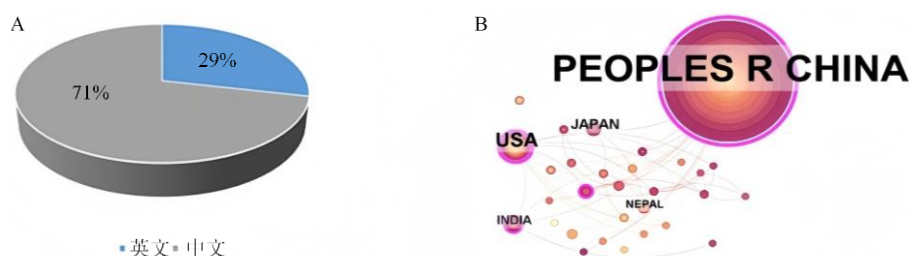 A
29%
71%
英文 中文
B
PEOPLES R CHINA
JAPAN
USA
NEPAL
INDIA